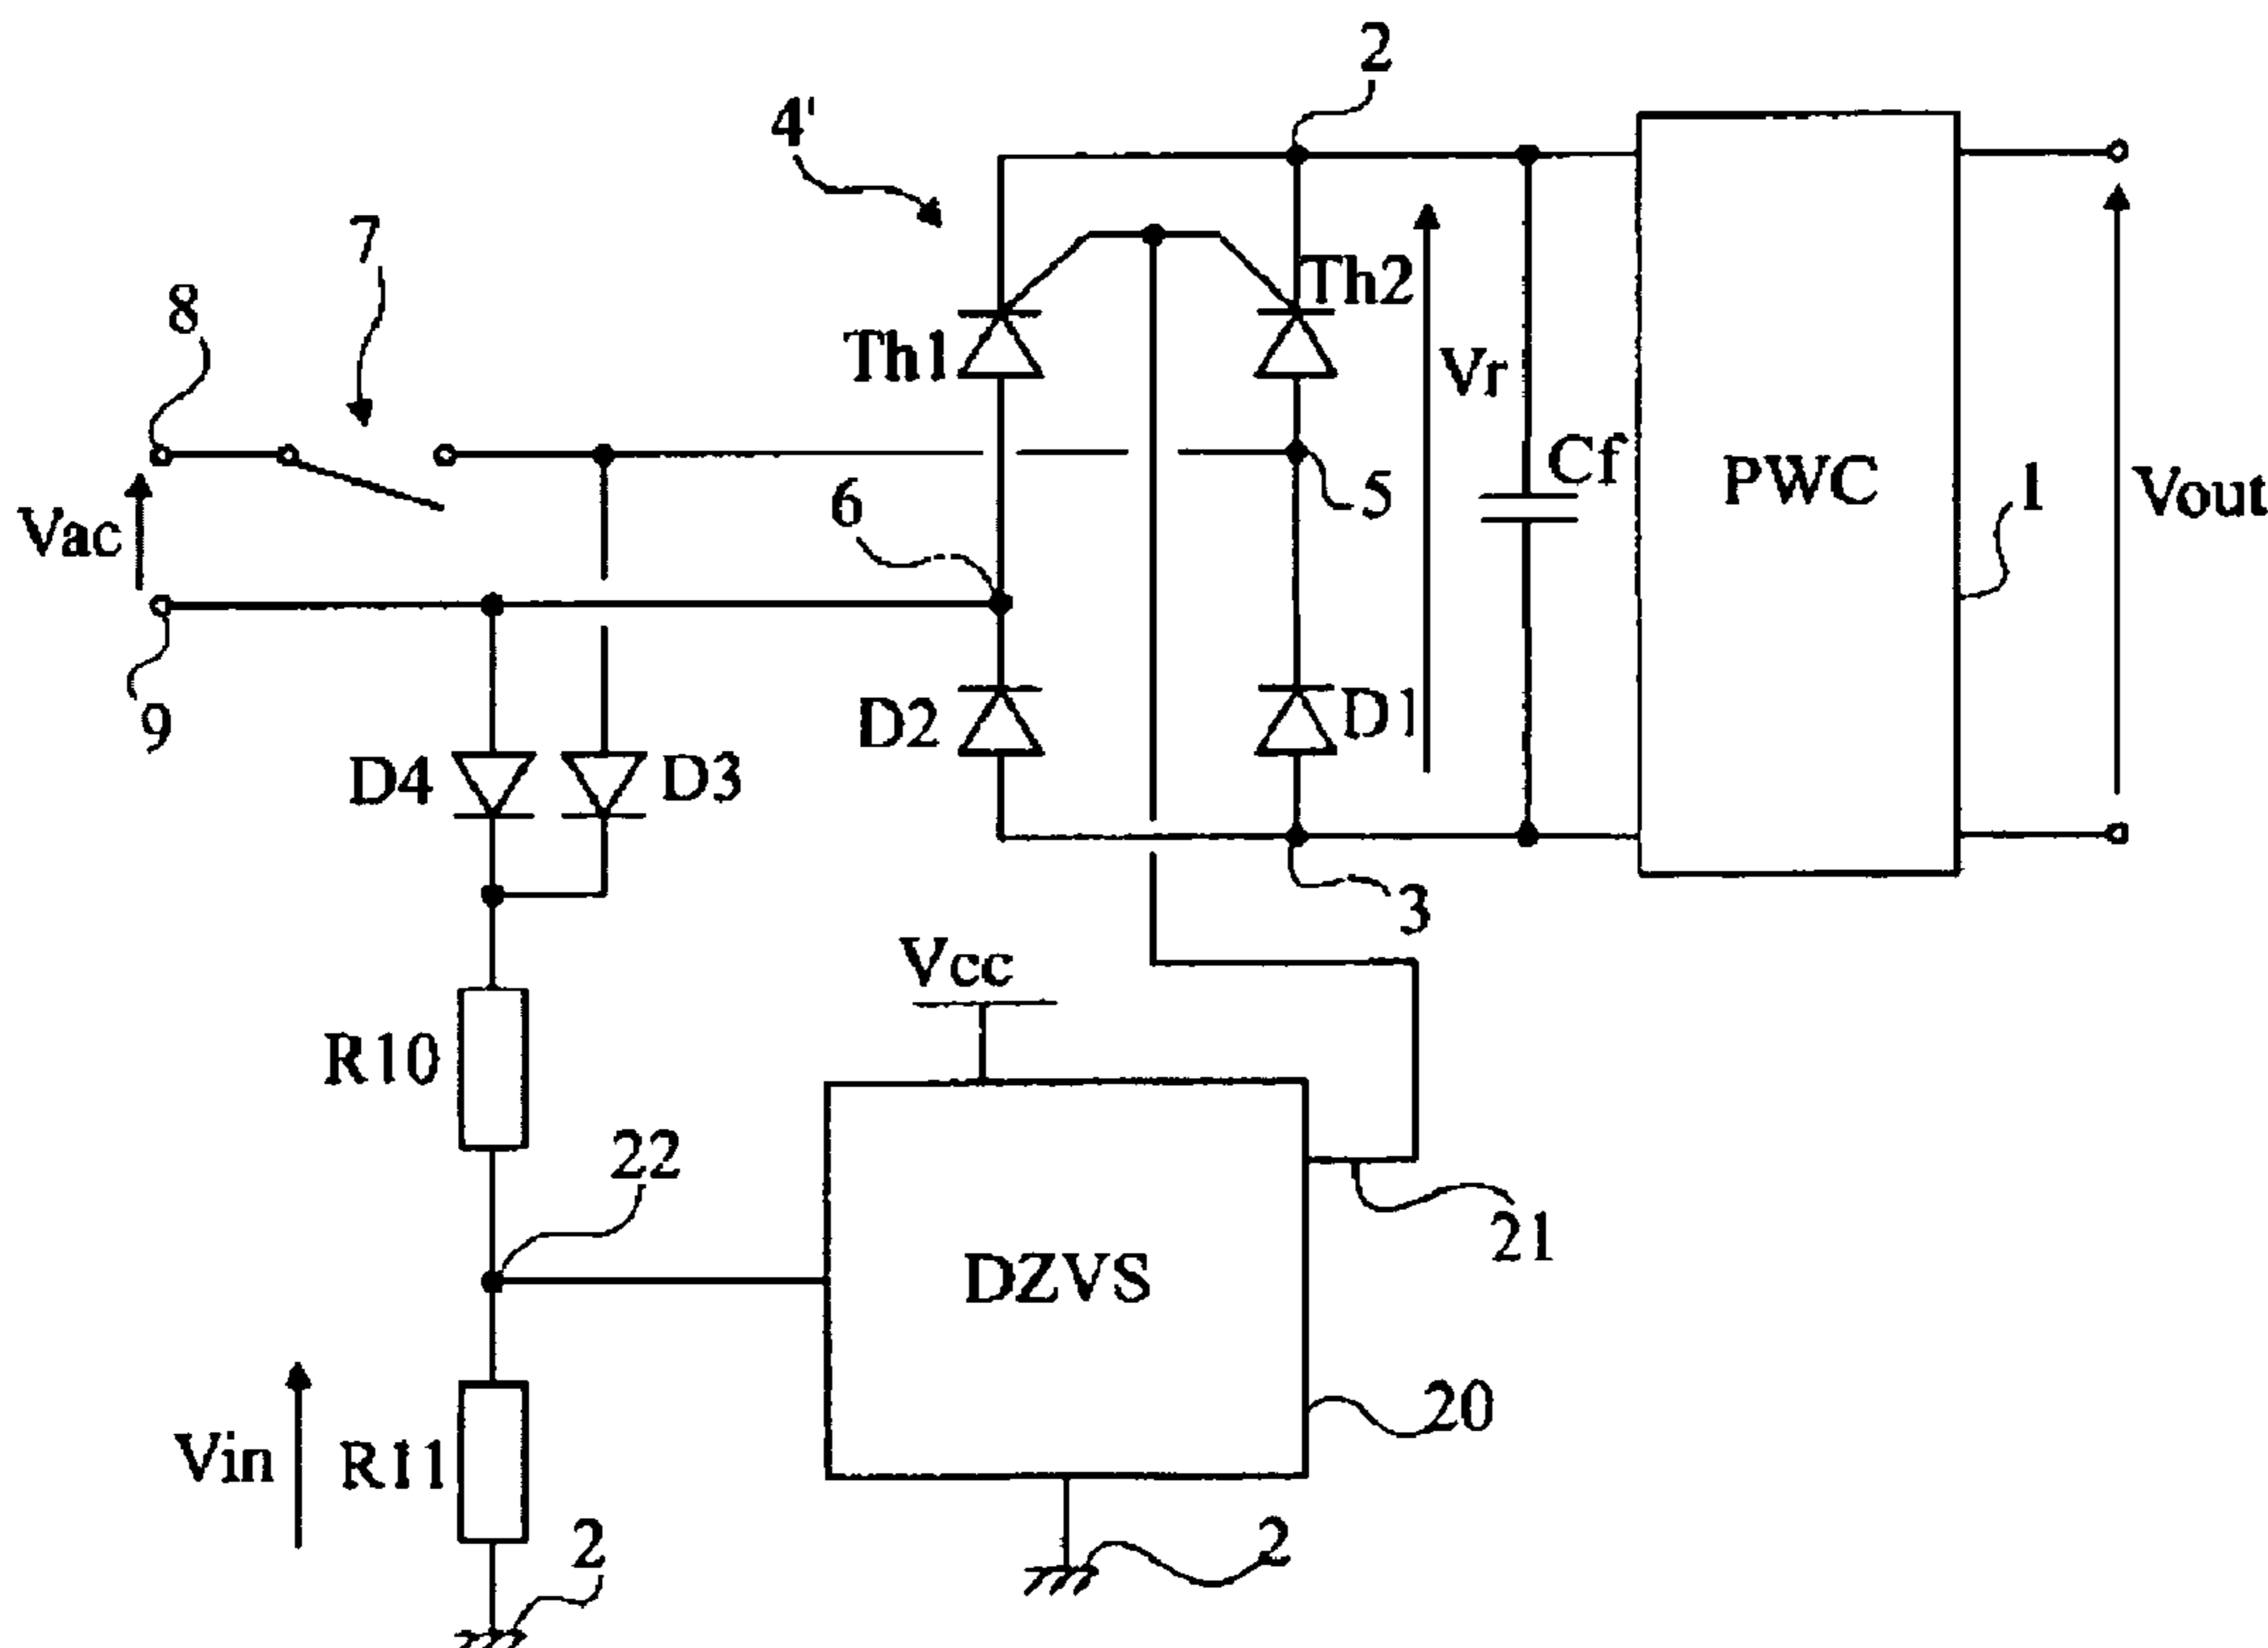 2
4'
7
Th2
8
Th1
Vr
Cf
PWC
6
5
1
Vout
Vac
9
D2
D1
D4
D3
3
Vcc
R10
22
21
DZVS
20
Vin
R11
2
2